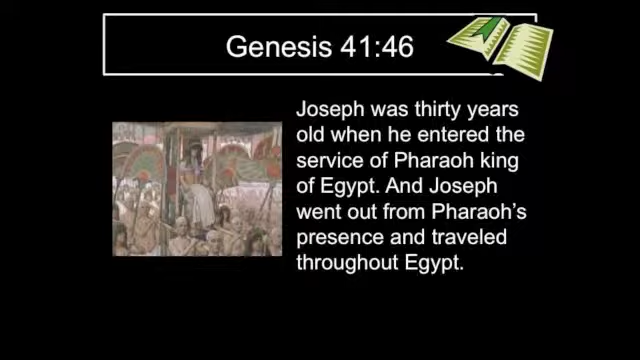 Genesis 41:46
Joseph was thirty years
old when he entered the
service of Pharaoh king
of Egypt. And Joseph
went out from Pharaoh's
presence and traveled
throughout Egypt.